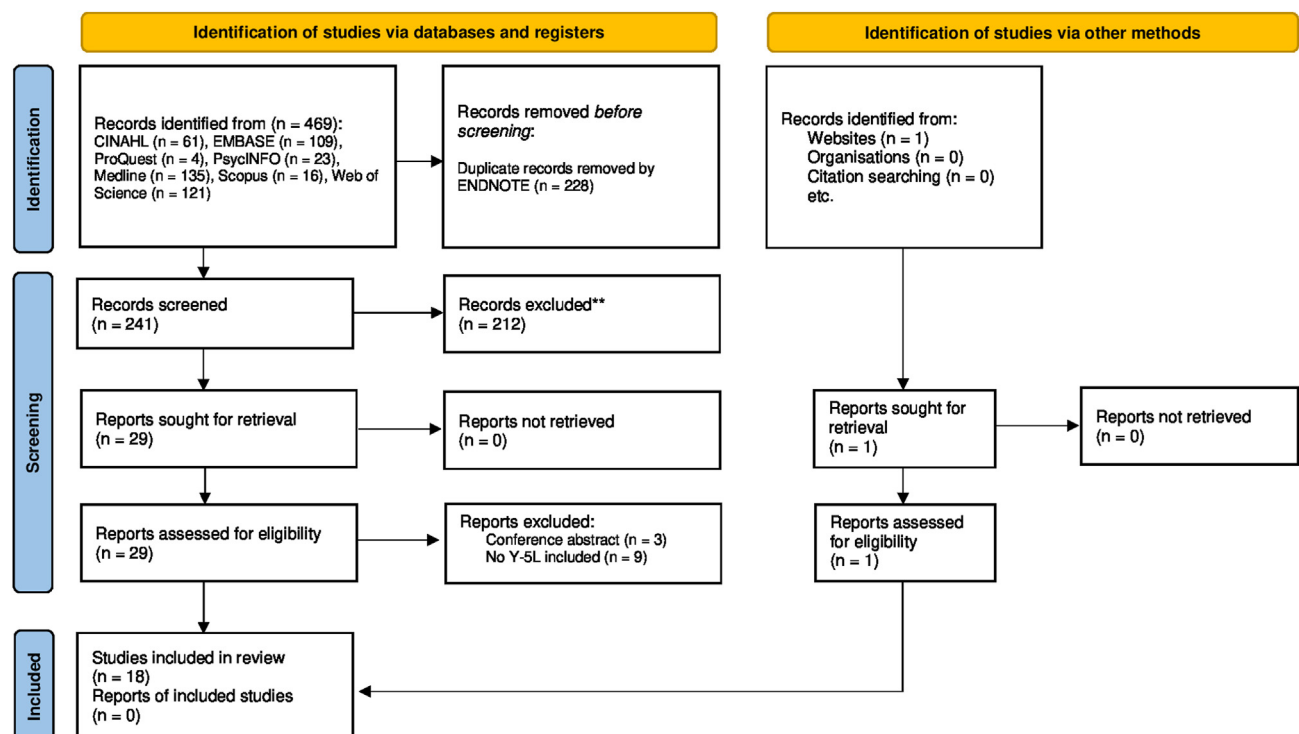 Identification of studies via databases and registers
Identification of studies via other methods
Identification
Records identified from (n = 469):
CINAHL (n = 61), EMBASE (n = 109),
ProQuest (n = 4), PsycINFO (n = 23),
Medline (n = 135), Scopus (n = 16), Web of
Science (n = 121)
Records removed before
screening:
Duplicate records removed by
ENDNOTE (n = 228)
Records identified from:
Websites (n = 1)
Organisations (n = 0)
Citation searching (n = 0)
etc.
Screening
Records screened
(n = 241)
Records excluded**
(n = 212)
Reports sought for retrieval
(n = 29)
Reports not retrieved
(n = 0)
Reports sought for
retrieval
(n = 1)
Reports not retrieved
(n = 0)
Reports assessed for eligibility
(n = 29)
Reports excluded:
Conference abstract (n = 3)
No Y-5L included (n = 9)
Reports assessed
for eligibility
(n = 1)
Included
Studies included in review
(n = 18)
Reports of included studies
(n = 0)